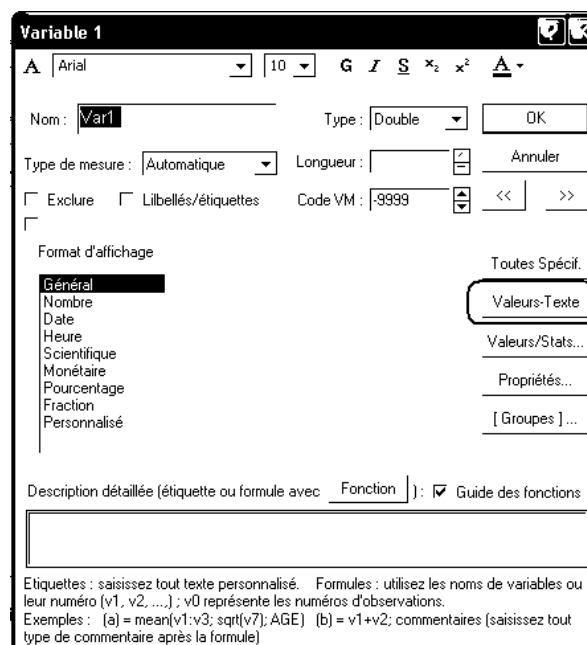 Variable 1
A Arial 10 G I S x₂ x² A
Nom : Var1 Type : Double OK
Type de mesure : Automatique Longueur : Annuler
Exclure Lilbellés/étiquettes Code VM : -9999 << >>
Format d'affichage
Toutes Spécif.
Général
Nombre
Date
Heure
Scientifique
Monétaire
Pourcentage
Fraction
Personnalisé
Valeurs-Texte
Valeurs/Stats...
Propriétés...
[ Groupes ] ...
Description détaillée (étiquette ou formule avec Fonction ) : Guide des fonctions
Etiquettes : saisissez tout texte personnalisé. Formules : utilisez les noms de variables ou
leur numéro (v1, v2, ...,) ; v0 représente les numéros d'observations.
Exemples : (a) = mean(v1:v3; sqrt(v7); AGE) (b) = v1+v2; commentaires (saisissez tout
type de commentaire après la formule)